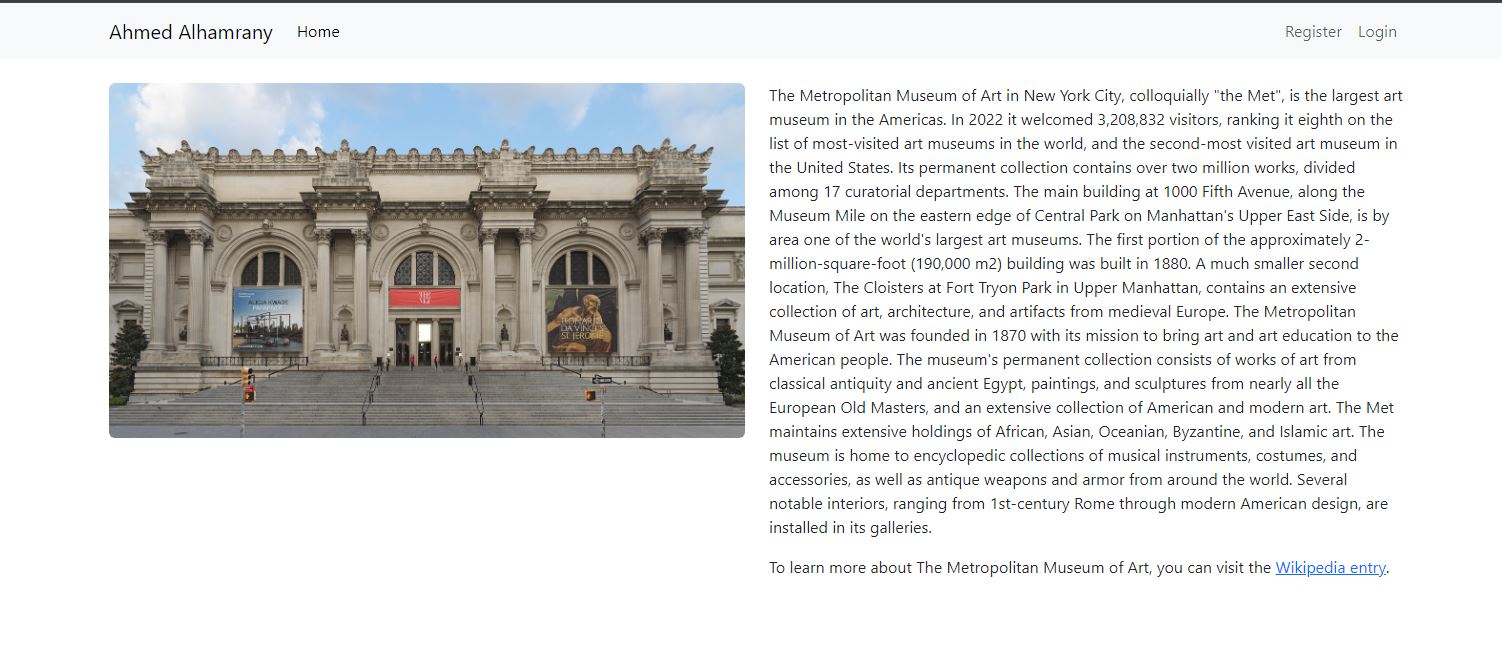 Ahmed Alhamrany Home Register Login
The Metropolitan Museum of Art in New York City, colloquially "the Met", is the largest art
museum in the Americas. In 2022 it welcomed 3,208,832 visitors, ranking it eighth on the
list of most-visited art museums in the world, and the second-most visited art museum in
the United States. Its permanent collection contains over two million works, divided
among 17 curatorial departments. The main building at 1000 Fifth Avenue, along the
Museum Mile on the eastern edge of Central Park on Manhattan's Upper East Side, is by
area one of the world's largest art museums. The first portion of the approximately 2-
million-square-foot (190,000 m2) building was built in 1880. A much smaller second
location, The Cloisters at Fort Tryon Park in Upper Manhattan, contains an extensive
collection of art, architecture, and artifacts from medieval Europe. The Metropolitan
Museum of Art was founded in 1870 with its mission to bring art and art education to the
American people. The museum's permanent collection consists of works of art from
classical antiquity and ancient Egypt, paintings, and sculptures from nearly all the
European Old Masters, and an extensive collection of American and modern art. The Met
maintains extensive holdings of African, Asian, Oceanian, Byzantine, and Islamic art. The
museum is home to encyclopedic collections of musical instruments, costumes, and
accessories, as well as antique weapons and armor from around the world. Several
notable interiors, ranging from 1st-century Rome through modern American design, are
installed in its galleries.
To learn more about The Metropolitan Museum of Art, you can visit the Wikipedia entry.
ALICJA KWADE
LEONARDO
DA VINCI'S
ST. JEROME